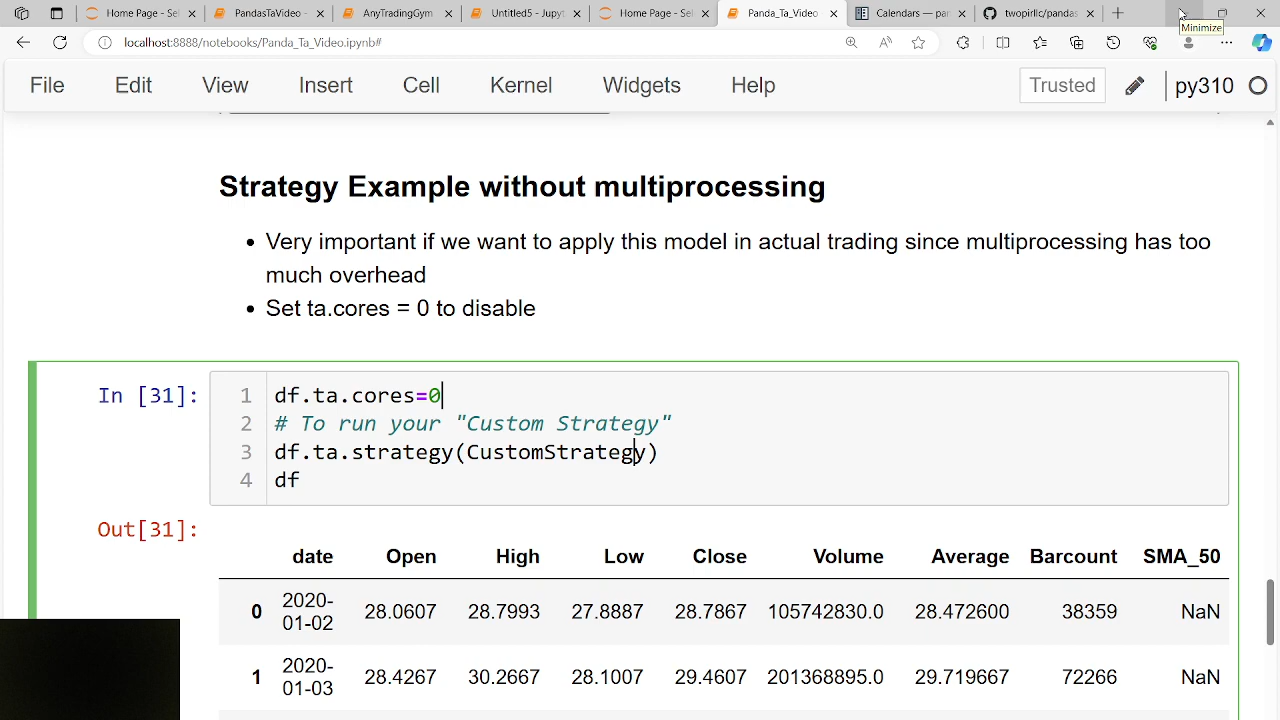 Home Page - Sel
PandasTaVideo -
AnyTradingGym
Untitled5 - Jupyt
Home Page - Sel
Panda_Ta_Video
Calendars — pan
twopirllc/pandas
Minimize
localhost:8888/notebooks/Panda_Ta_Video.ipynb#
File Edit View Insert Cell Kernel Widgets Help Trusted py310
Strategy Example without multiprocessing
• Very important if we want to apply this model in actual trading since multiprocessing has too
much overhead
• Set ta.cores = 0 to disable
In [31]:
1 df.ta.cores=0
2 # To run your "Custom Strategy"
3 df.ta.strategy(CustomStrategy)
4 df
Out[31]:
date Open High Low Close Volume Average Barcount SMA_50
0 2020-01-02 28.0607 28.7993 27.8887 28.7867 105742830.0 28.472600 38359 NaN
1 2020-01-03 28.4267 30.2667 28.1007 29.4607 201368895.0 29.719667 72266 NaN